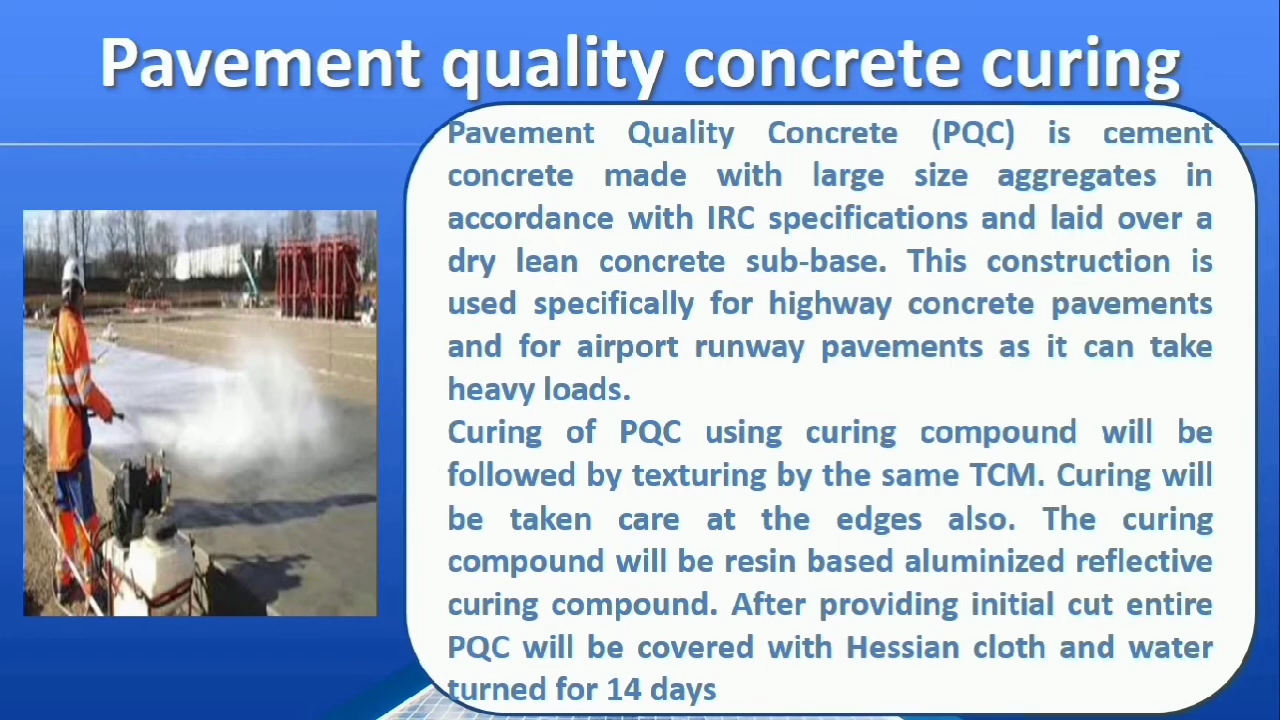 Pavement quality concrete curing
Pavement Quality Concrete (PQC) is cement
concrete made with large size aggregates in
accordance with IRC specifications and laid over a
dry lean concrete sub-base. This construction is
used specifically for highway concrete pavements
and for airport runway pavements as it can take
heavy loads.
Curing of PQC using curing compound will be
followed by texturing by the same TCM. Curing will
be taken care at the edges also. The curing
compound will be resin based aluminized reflective
curing compound. After providing initial cut entire
PQC will be covered with Hessian cloth and water
turned for 14 days